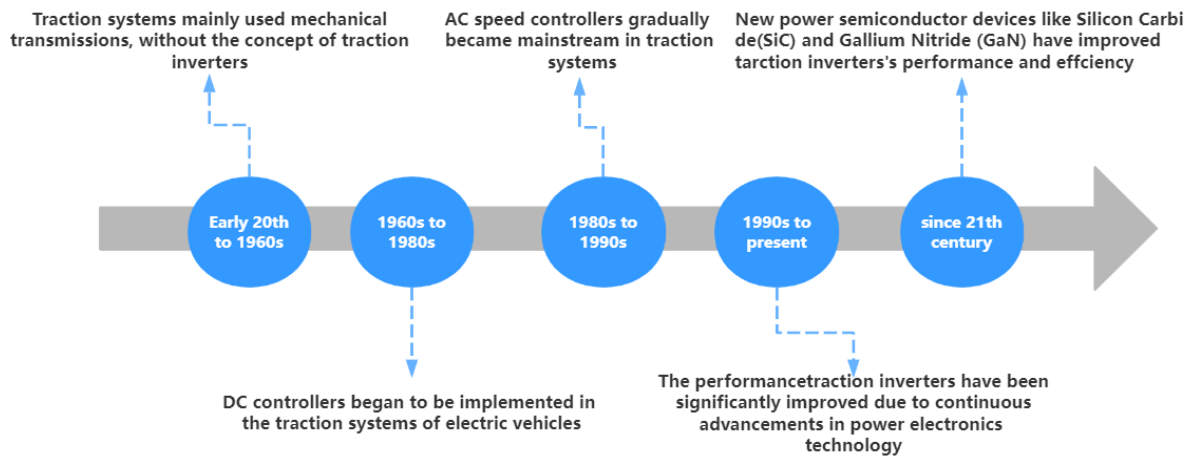 Traction systems mainly used mechanical
transmissions, without the concept of traction
inverters
AC speed controllers gradually
became mainstream in traction
systems
New power semiconductor devices like Silicon Carbi
de(SiC) and Gallium Nitride (GaN) have improved
tarction inverters's performance and effciency
Early 20th
to 1960s
1960s to
1980s
1980s to
1990s
1990s to
present
since 21th
century
DC controllers began to be implemented in
the traction systems of electric vehicles
The performancetraction inverters have been
significantly improved due to continuous
advancements in power electronics
technology